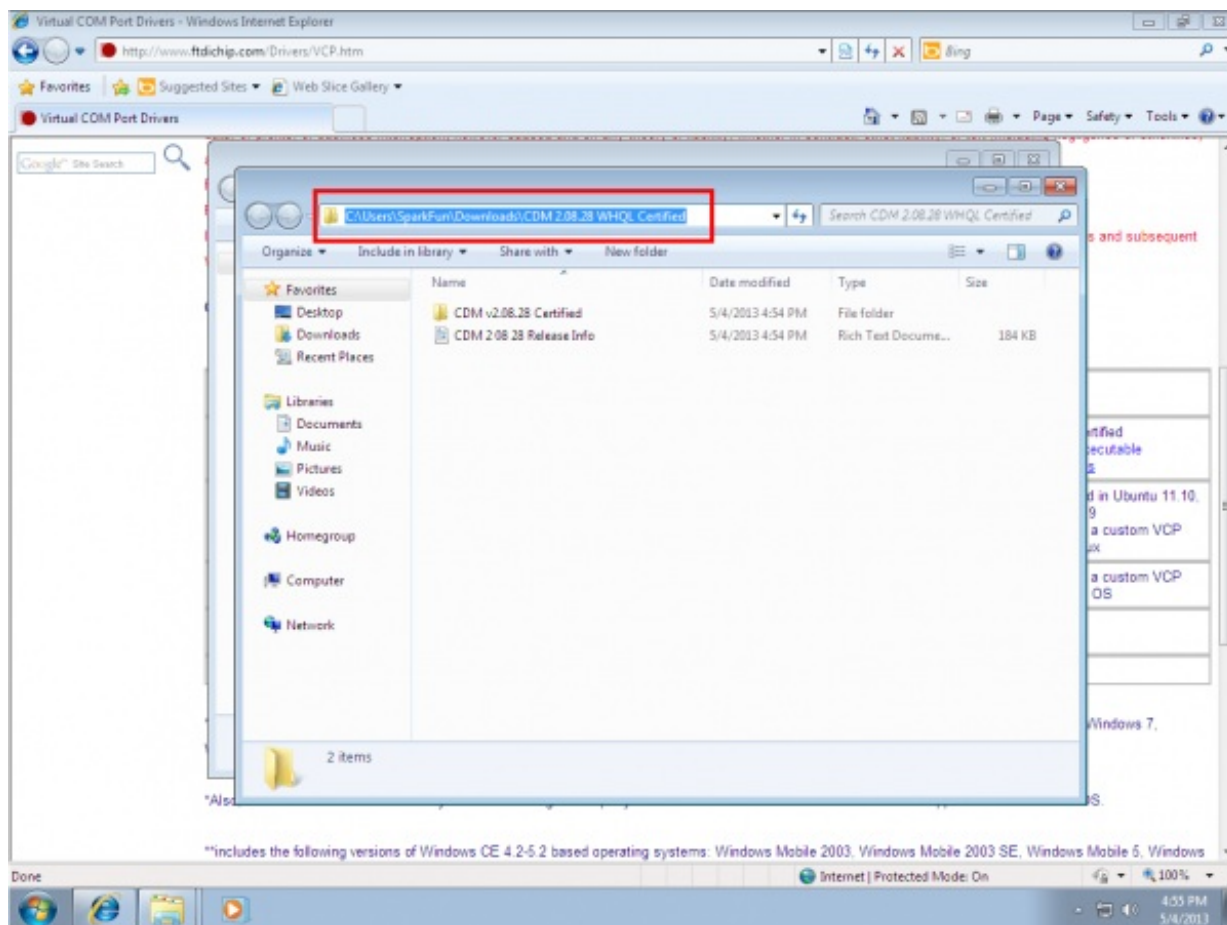 Virtual COM Port Drivers - Windows Internet Explorer
http://www.ftdichip.com/Drivers/VCP.htm
Bing
Favorites Suggested Sites Web Slice Gallery
Virtual COM Port Drivers
Page Safety Tools
Google Site Search
C:\Users\SparkFun\Downloads\CDM 2.08.28 WHQL Certified
Search CDM 2.08.28 WHQL Certified
s and subsequent
Organize Include in library Share with New folder
Name Date modified Type Size
Favorites
Desktop
Downloads
Recent Places
Libraries
Documents
Music
Pictures
Videos
Homegroup
Computer
Network
CDM v2.08.28 Certified 5/4/2013 4:54 PM File folder
CDM 2 08 28 Release Info 5/4/2013 4:54 PM Rich Text Docume... 184 KB
rtified
ecutable
s
d in Ubuntu 11.10,
9
a custom VCP
ux
a custom VCP
OS
Windows 7,
2 items
*Also
OS.
**includes the following versions of Windows CE 4.2-5.2 based operating systems: Windows Mobile 2003, Windows Mobile 2003 SE, Windows Mobile 5, Windows
Done
Internet | Protected Mode: On
100%
4:55 PM
5/4/2013